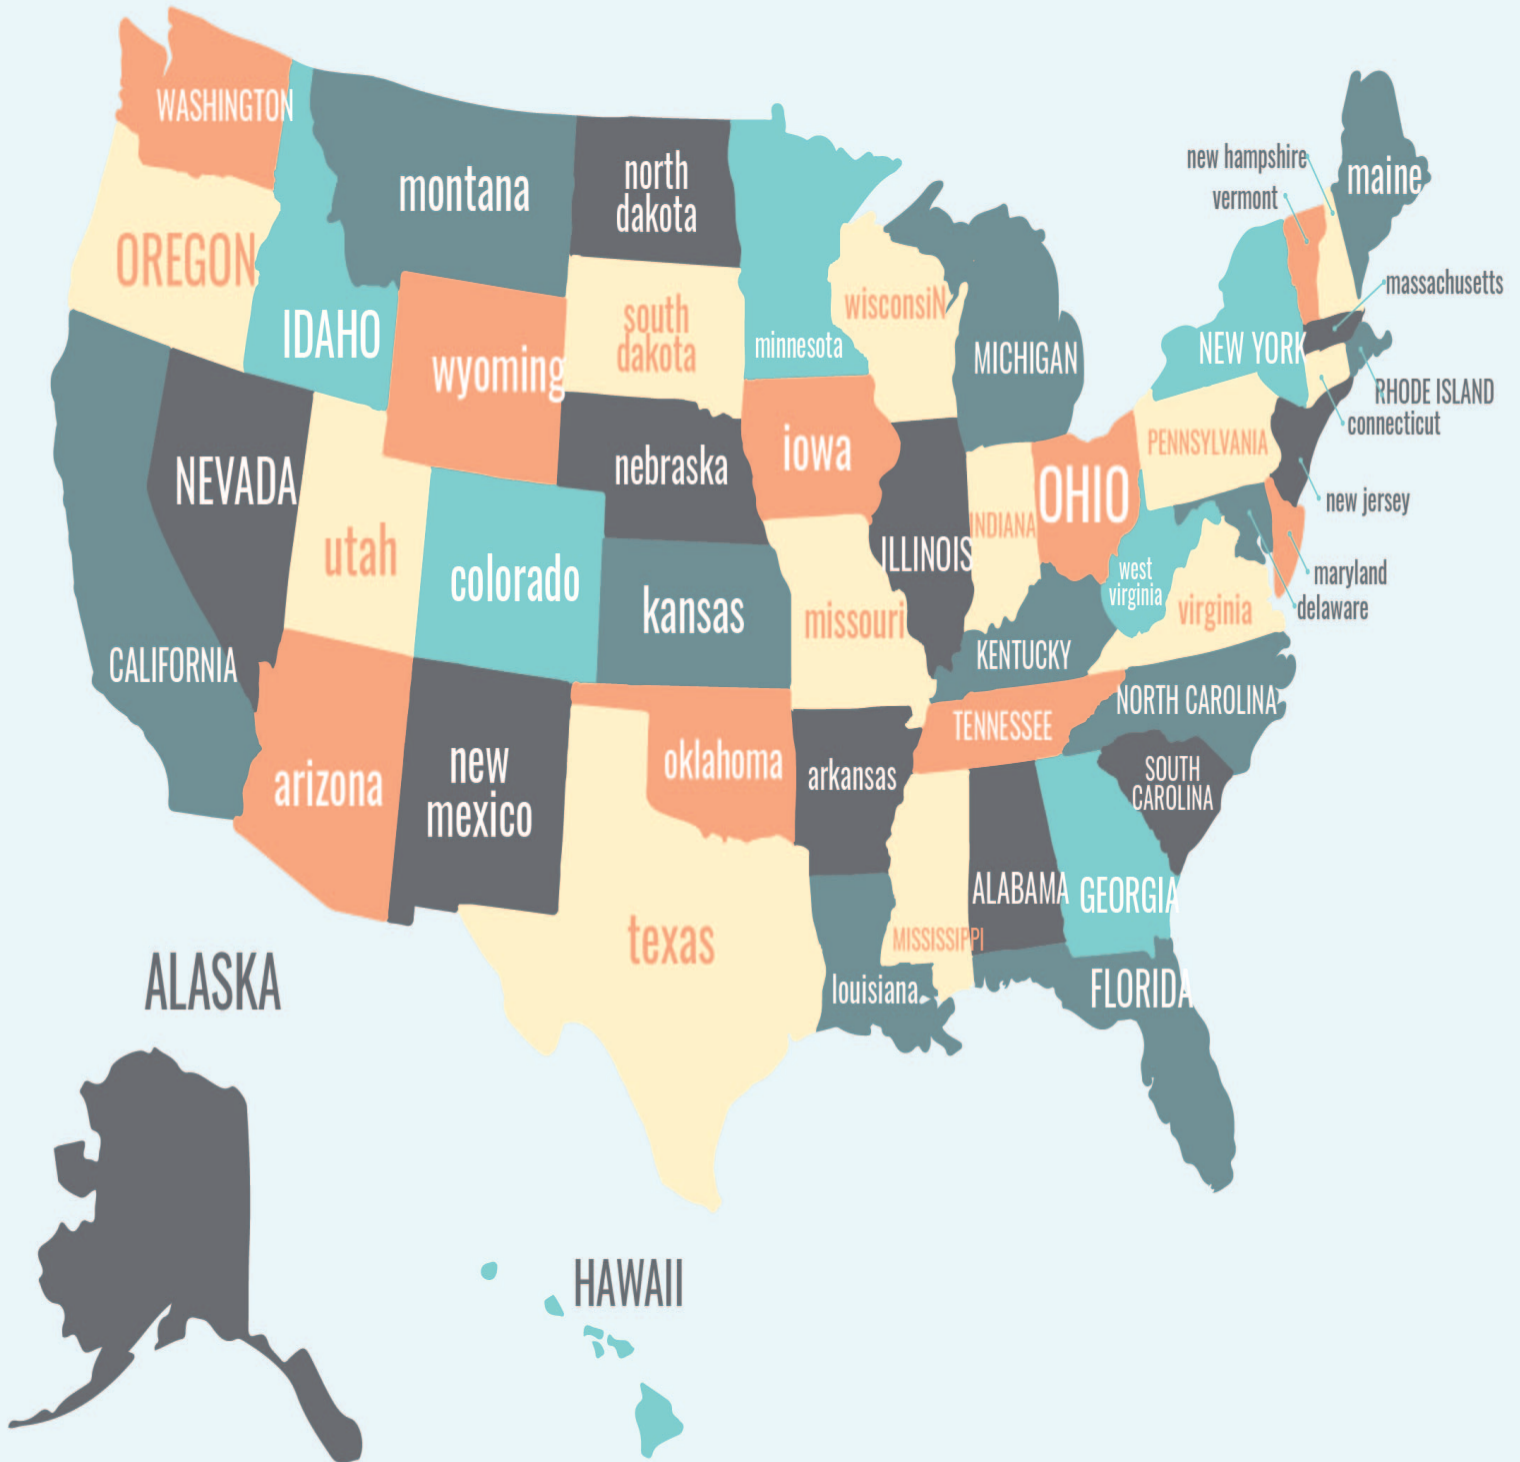 WASHINGTON
OREGON
IDAHO
montana
north
dakota
south
dakota
minnesota
wisconsiN
MICHIGAN
new hampshire
vermont
maine
massachusetts
NEW YORK
RHODE ISLAND
connecticut
PENNSYLVANIA
new jersey
maryland
delaware
wyoming
NEVADA
utah
colorado
nebraska
iowa
ILLINOIS
INDIANA
OHIO
west
virginia
virginia
CALIFORNIA
kansas
missouri
KENTUCKY
NORTH CAROLINA
TENNESSEE
arizona
new
mexico
oklahoma
arkansas
SOUTH
CAROLINA
texas
louisiana
MISSISSIPPI
ALABAMA
GEORGIA
FLORIDA
ALASKA
HAWAII